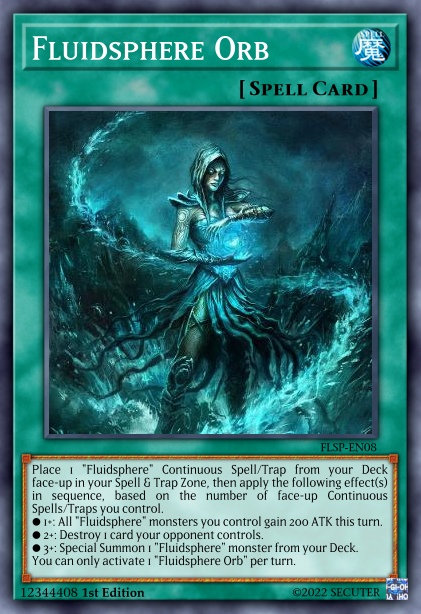 Fluidsphere Orb
魔
[ Spell Card ]
FLSP-EN08
Place 1 "Fluidsphere" Continuous Spell/Trap from your Deck
face-up in your Spell & Trap Zone, then apply the following effect(s)
in sequence, based on the number of face-up Continuous
Spells/Traps you control.
● 1+: All "Fluidsphere" monsters you control gain 200 ATK this turn.
● 2+: Destroy 1 card your opponent controls.
● 3+: Special Summon 1 "Fluidsphere" monster from your Deck.
You can only activate 1 "Fluidsphere Orb" per turn.
12344408 1st Edition
©2022 SECUTER